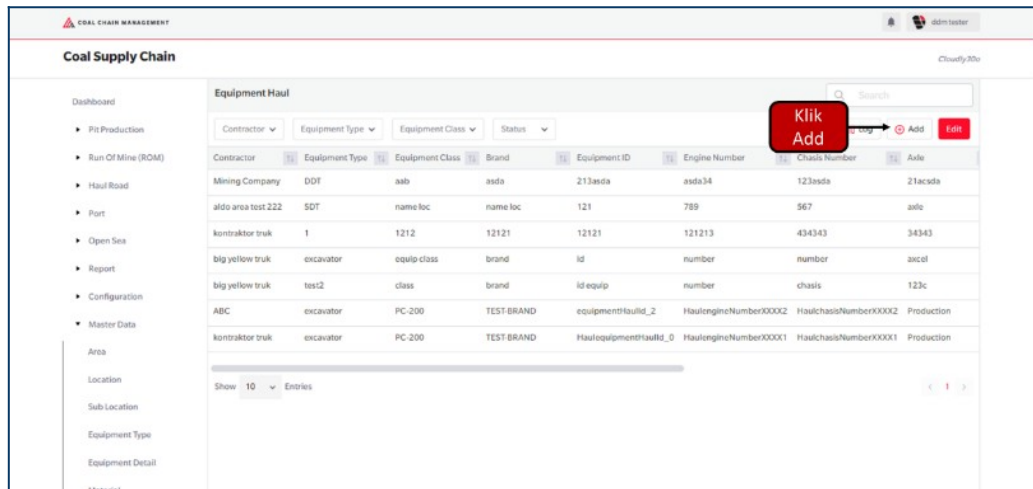 COAL CHAIN MANAGEMENT
ddm tester
Coal Supply Chain
Cloudfly 30°
Dashboard
Pit Production
Run Of Mine (ROM)
Haul Road
Port
Open Sea
Report
Configuration
Master Data
Area
Location
Sub Location
Equipment Type
Equipment Detail
Material
Equipment Haul
Search
Contractor
Equipment Type
Equipment Class
Status
Klik
Add
Log
Add
Edit
Contractor Equipment Type Equipment Class Brand Equipment ID Engine Number Chasis Number Axle
Mining Company DDT aab asda 213asda asda34 123asda 21acsda
aldo area test 222 SDT name loc name loc 121 789 567 axle
kontraktor truk 1 1212 12121 12121 121213 434343 34343
big yellow truk excavator equip class brand id number number axcel
big yellow truk test2 class brand id equip number chasis 123c
ABC excavator PC-200 TEST-BRAND equipmentHaulId_2 HaulengineNumberXXXX2 HaulchasisNumberXXXX2 Production
kontraktor truk excavator PC-200 TEST-BRAND HaulequipmentHaulId_0 HaulengineNumberXXXX1 HaulchasisNumberXXXX1 Production
Show 10 Entries
1